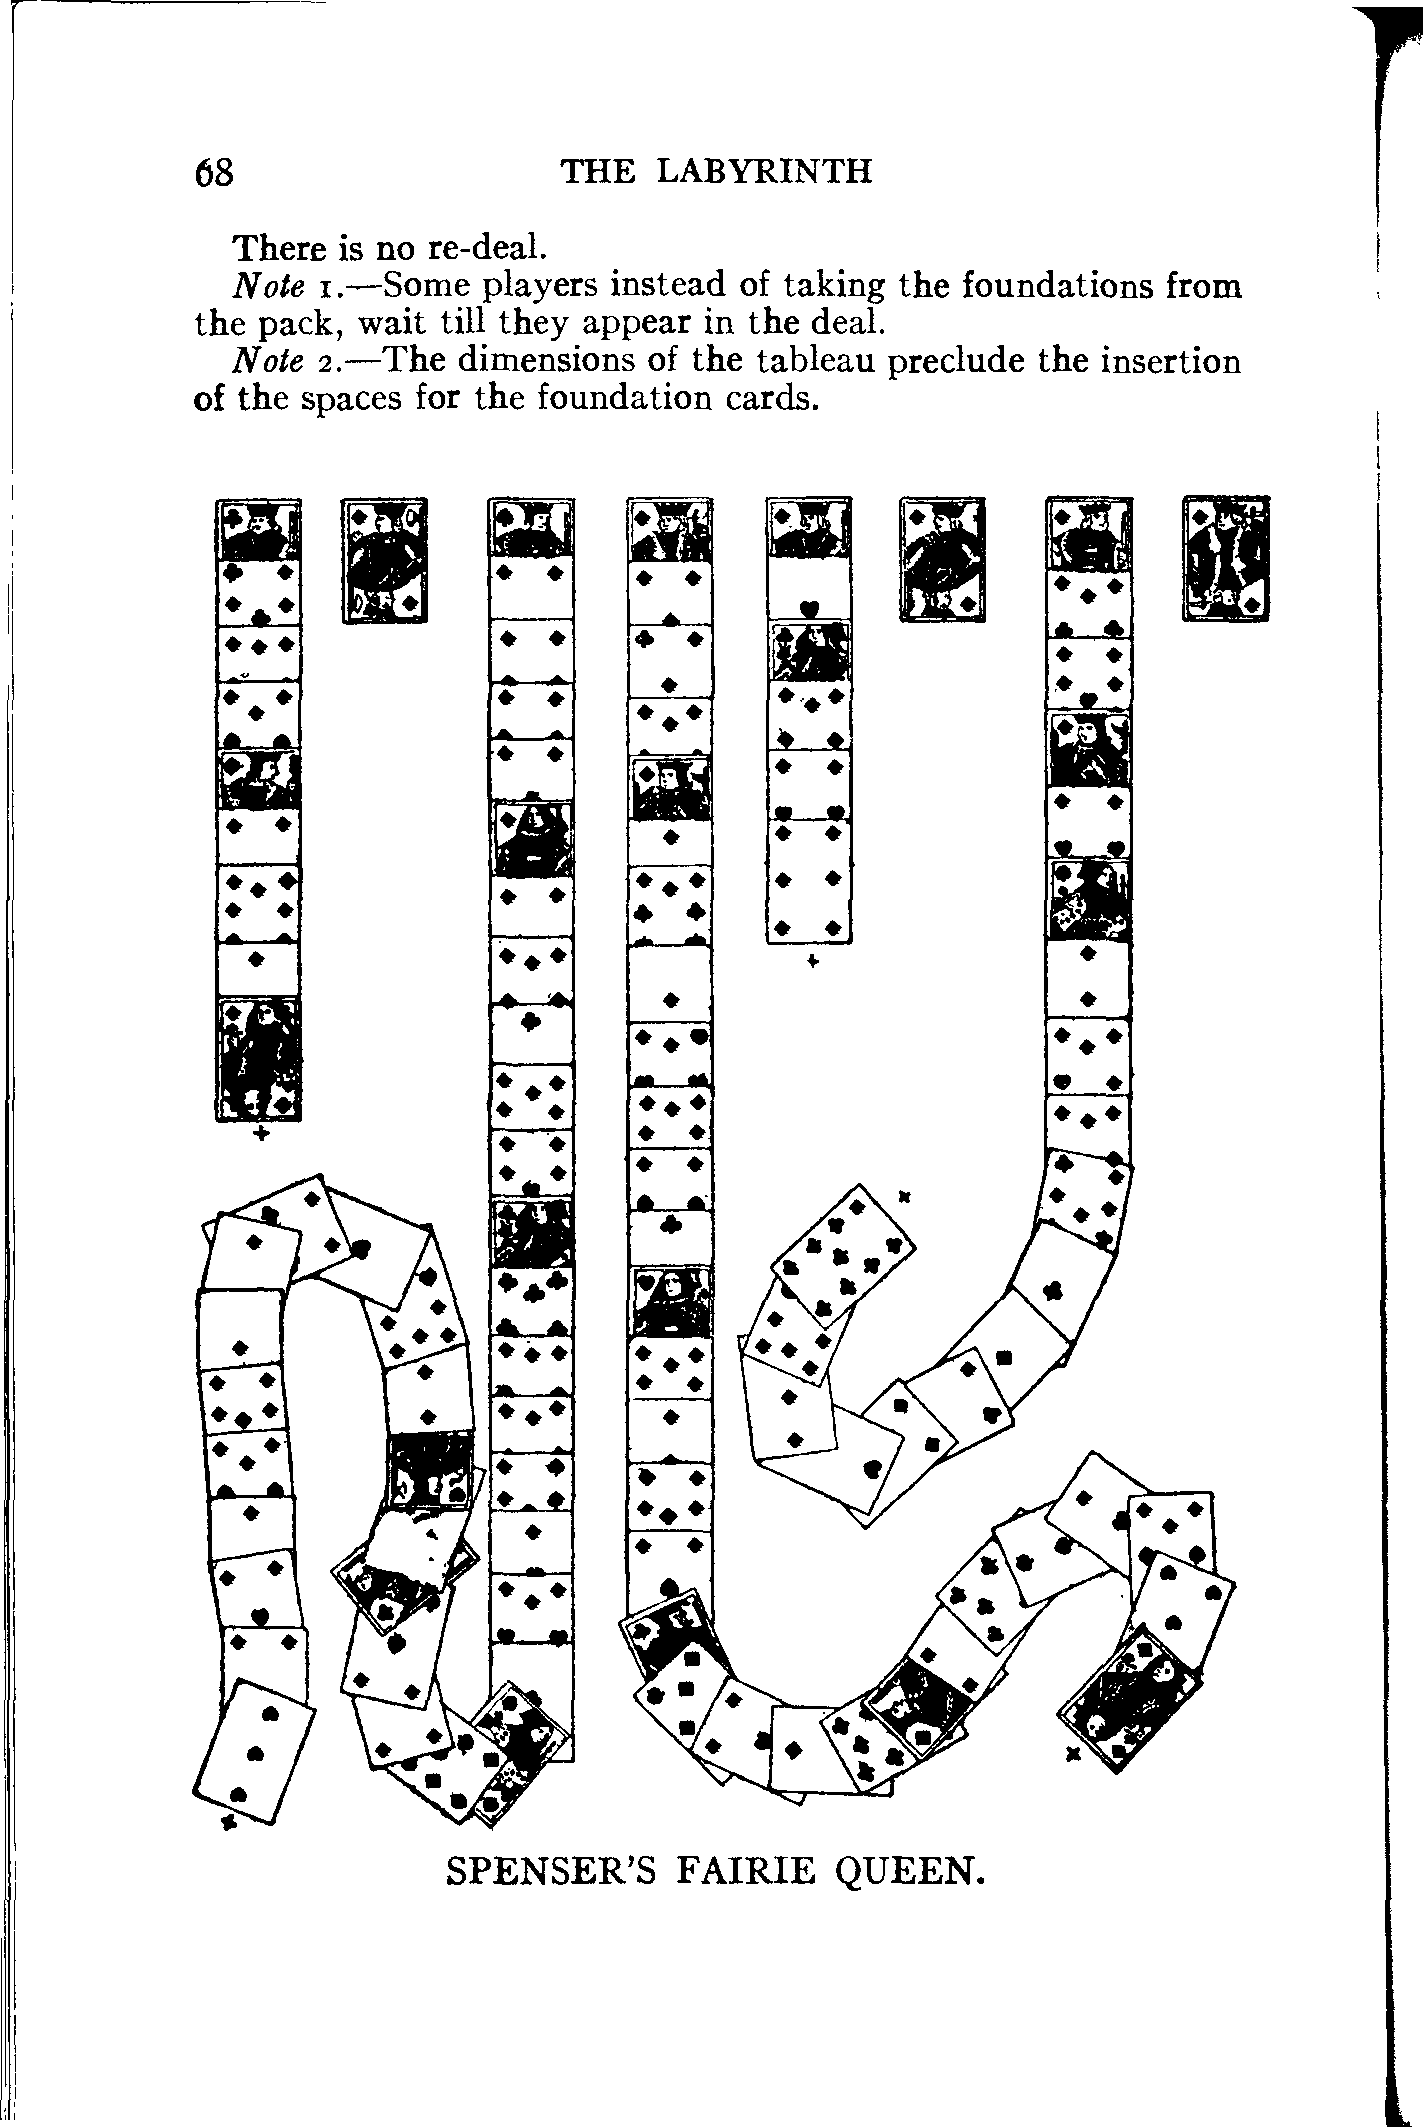 68 THE LABYRINTH
There is no re-deal.
Note 1.—Some players instead of taking the foundations from
the pack, wait till they appear in the deal.
Note 2.—The dimensions of the tableau preclude the insertion
of the spaces for the foundation cards.
SPENSER'S FAIRIE QUEEN.